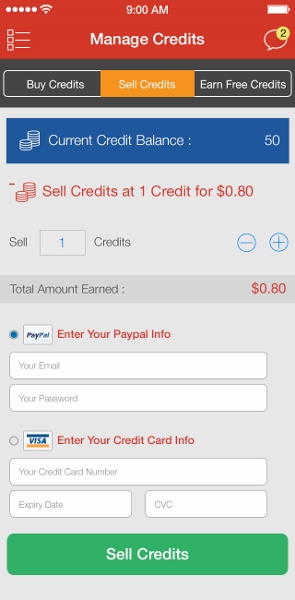 9:00 AM
Manage Credits
2
Buy Credits
Sell Credits
Earn Free Credits
Current Credit Balance : 50
Sell Credits at 1 Credit for $0.80
Sell 1 Credits
Total Amount Earned : $0.80
PayPal Enter Your Paypal Info
Your Email
Your Password
VISA Enter Your Credit Card Info
Your Credit Card Number
Expiry Date
CVC
Sell Credits